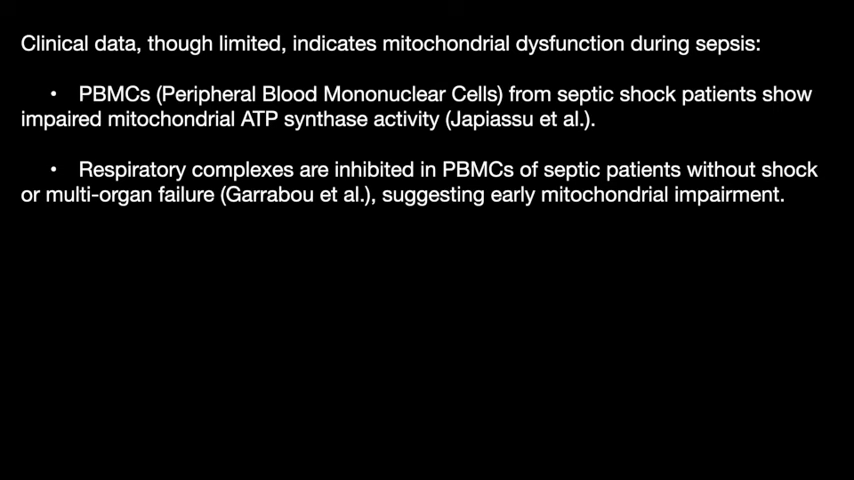 Clinical data, though limited, indicates mitochondrial dysfunction during sepsis:
• PBMCs (Peripheral Blood Mononuclear Cells) from septic shock patients show
impaired mitochondrial ATP synthase activity (Japiassu et al.).
• Respiratory complexes are inhibited in PBMCs of septic patients without shock
or multi-organ failure (Garrabou et al.), suggesting early mitochondrial impairment.